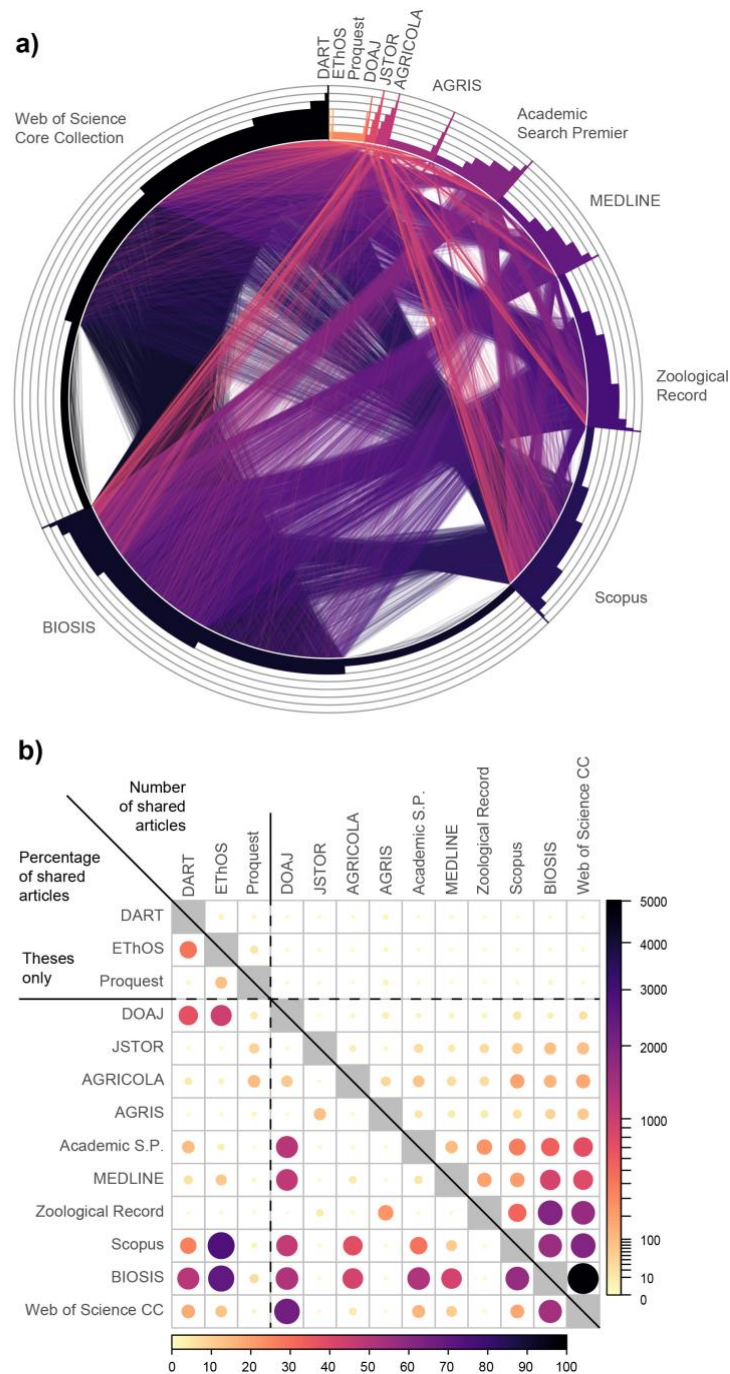 a)
DART
EThOS
Proquest
DOAJ
JSTOR
AGRICOLA
AGRIS
Academic
Search Premier
MEDLINE
Zoological
Record
Scopus
BIOSIS
Web of Science
Core Collection
b)
Number
of shared
articles
Percentage
of shared
articles
Theses
only
DART
EThOS
Proquest
DOAJ
JSTOR
AGRICOLA
AGRIS
Academic S.P.
MEDLINE
Zoological Record
Scopus
BIOSIS
Web of Science CC
DART
EThOS
Proquest
DOAJ
JSTOR
AGRICOLA
AGRIS
Academic S.P.
MEDLINE
Zoological Record
Scopus
BIOSIS
Web of Science CC
5000
4000
3000
2000
1000
100
10
0
0 10 20 30 40 50 60 70 80 90 100